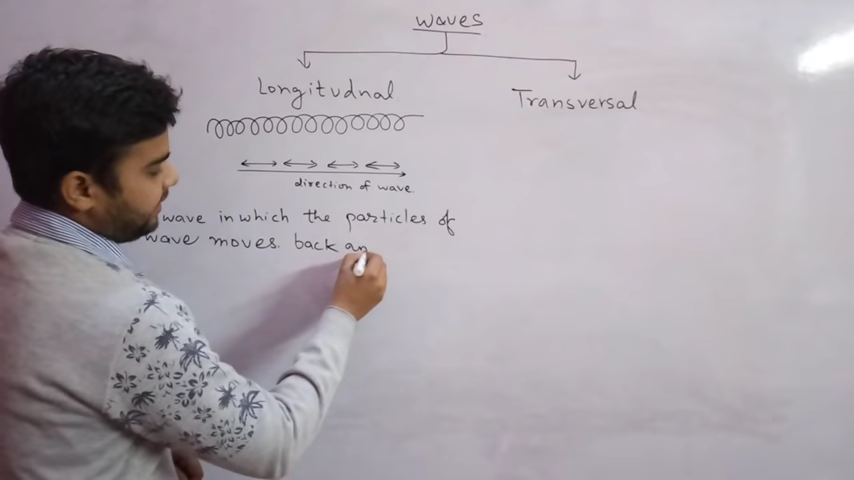 waves
Longitudnal
Transversal
direction of wave
wave in which the particles of
wave moves. back an